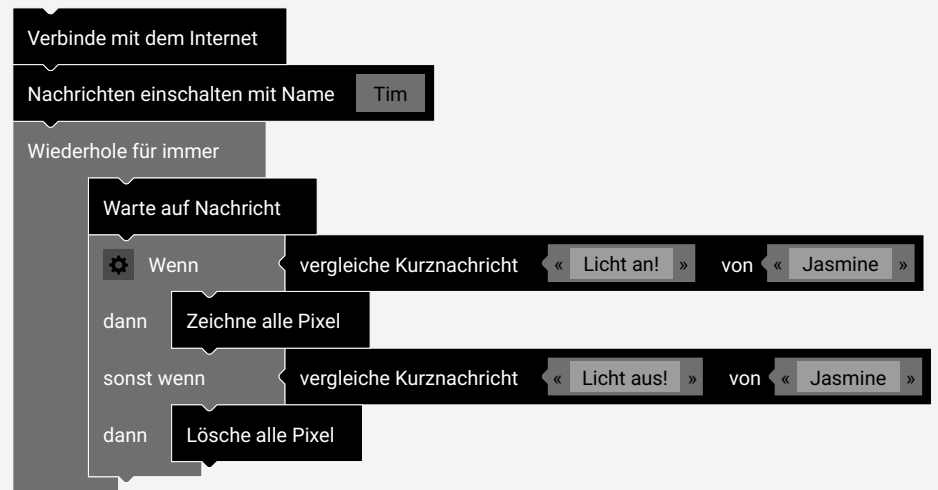 Verbinde mit dem Internet
Nachrichten einschalten mit Name Tim
Wiederhole für immer
Warte auf Nachricht
Wenn vergleiche Kurznachricht « Licht an! » von « Jasmine »
dann Zeichne alle Pixel
sonst wenn vergleiche Kurznachricht « Licht aus! » von « Jasmine »
dann Lösche alle Pixel